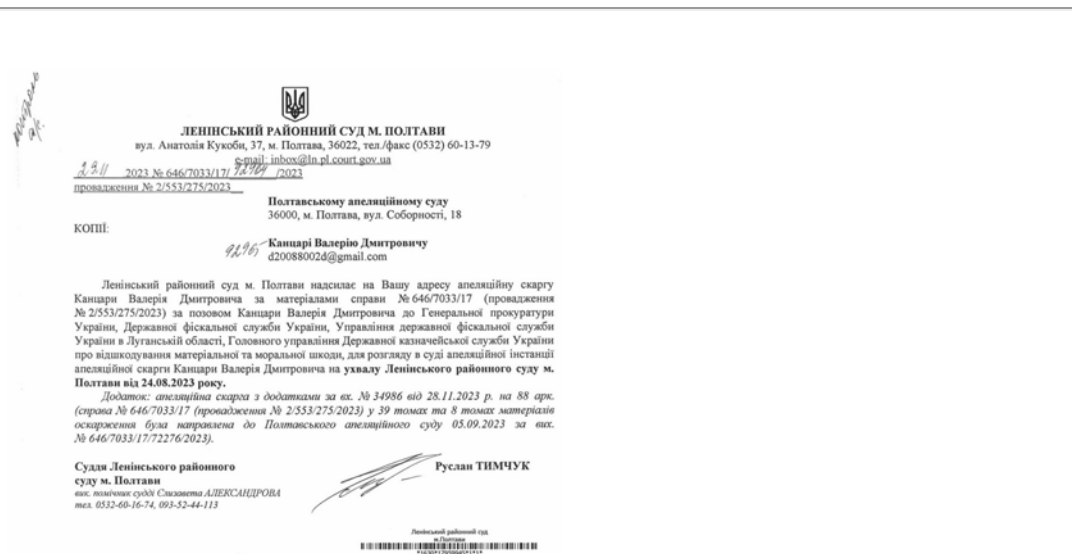 контроль
ЛЕНІНСЬКИЙ РАЙОННИЙ СУД М. ПОЛТАВИ
вул. Анатолія Кукоби, 37, м. Полтава, 36022, тел./факс (0532) 60-13-79
e-mail: inbox@ln.pl.court.gov.ua
29.11 2023 № 646/7033/17/ 92964 /2023
провадження № 2/553/275/2023
Полтавському апеляційному суду
36000, м. Полтава, вул. Соборності, 18
КОПІЇ:
92965 Канцарі Валерію Дмитровичу
d20088002d@gmail.com
Ленінський районний суд м. Полтави надсилає на Вашу адресу апеляційну скаргу
Канцари Валерія Дмитровича за матеріалами справи № 646/7033/17 (провадження
№ 2/553/275/2023) за позовом Канцари Валерія Дмитровича до Генеральної прокуратури
України, Державної фіскальної служби України, Управління державної фіскальної служби
України в Луганській області, Головного управління Державної казначейської служби України
про відшкодування матеріальної та моральної шкоди, для розгляду в суді апеляційної інстанції
апеляційної скарги Канцари Валерія Дмитровича на ухвалу Ленінського районного суду м.
Полтави від 24.08.2023 року.
Додаток: апеляційна скарга з додатками за вх. № 34986 від 28.11.2023 р. на 88 арк.
(справа № 646/7033/17 (провадження № 2/553/275/2023) у 39 томах та 8 томах матеріалів
оскарження була направлена до Полтавського апеляційного суду 05.09.2023 за вих.
№ 646/7033/17/72276/2023).
Суддя Ленінського районного
суду м. Полтави
Руслан ТИМЧУК
вик. помічник судді Єлизавета АЛЕКСАНДРОВА
тел. 0532-60-16-74, 093-52-44-113
Ленінський районний суд
м.Полтави